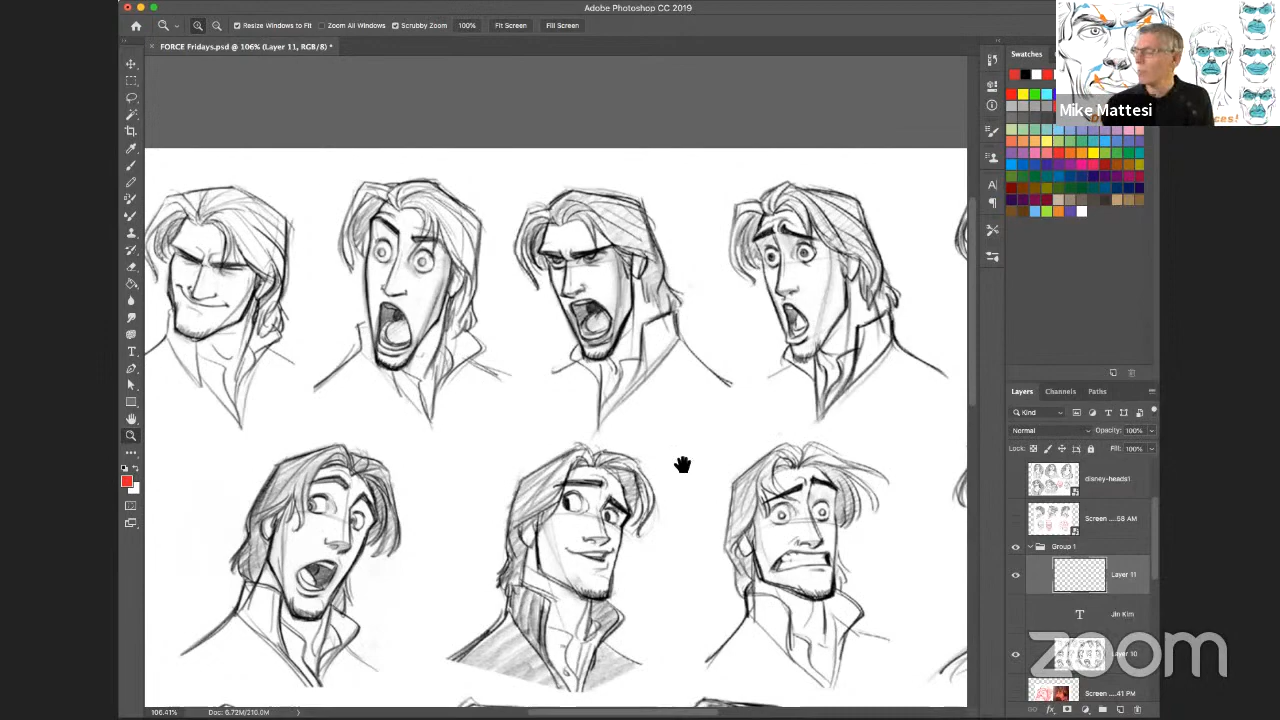 Adobe Photoshop CC 2019
Resize Windows to Fit
Zoom All Windows
Scrubby Zoom
100%
Fit Screen
Fill Screen
FORCE Fridays.psd @ 106% (Layer 11, RGB/8) *
Swatches
Mike Mattesi
Layers
Channels
Paths
Kind
Normal
Opacity: 100%
Lock:
Fill: 100%
disney-heads1
Screen ....58 AM
Group 1
Layer 11
T
Jin Kim
Layer 10
Screen ....41 PM
zoom
106.41%
Doc: 6.72M/210.0M